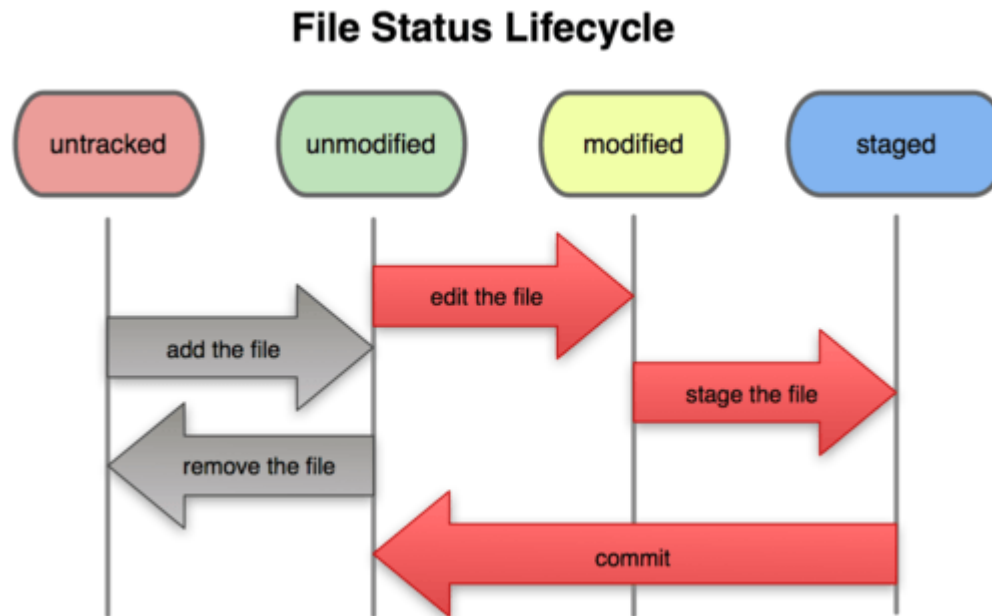 File Status Lifecycle
untracked
unmodified
modified
staged
edit the file
add the file
stage the file
remove the file
commit